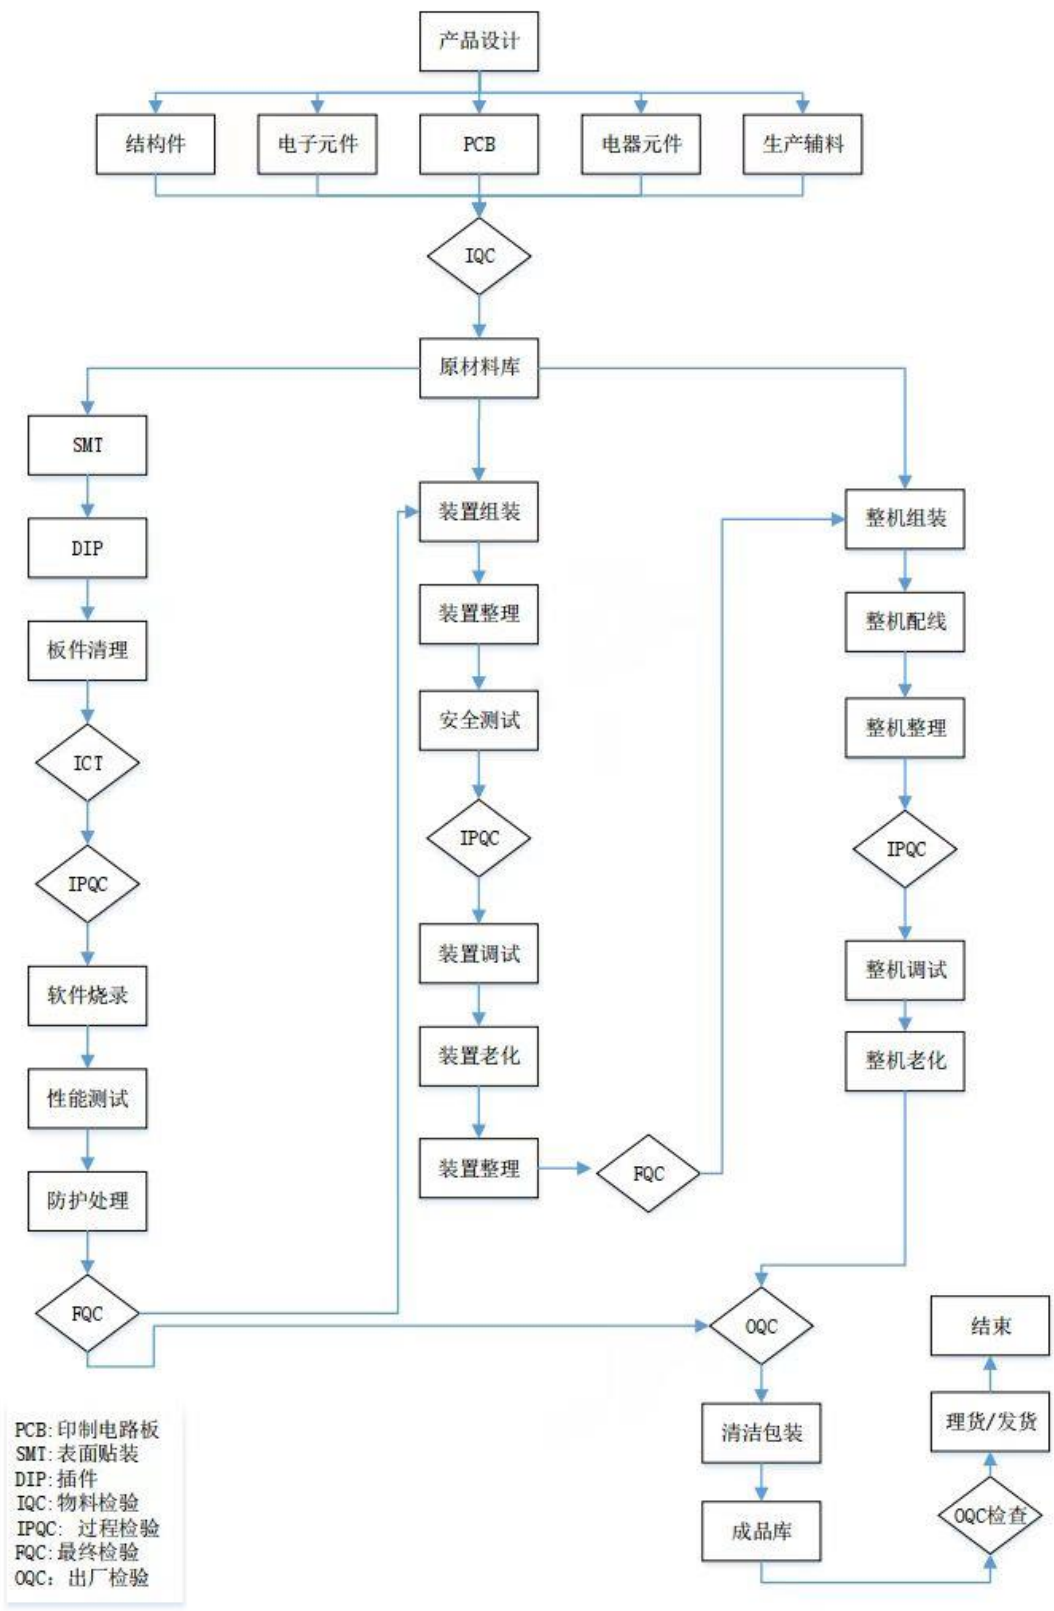 产品设计
结构件
电子元件
PCB
电器元件
生产辅料
IQC
原材料库
SMT
DIP
板件清理
ICT
IPQC
软件烧录
性能测试
防护处理
FQC
装置组装
装置整理
安全测试
IPQC
装置调试
装置老化
装置整理
FQC
整机组装
整机配线
整机整理
IPQC
整机调试
整机老化
OQC
清洁包装
成品库
OQC检查
理货/发货
结束
PCB:印制电路板
SMT:表面贴装
DIP:插件
IQC:物料检验
IPQC: 过程检验
FQC:最终检验
OQC: 出厂检验